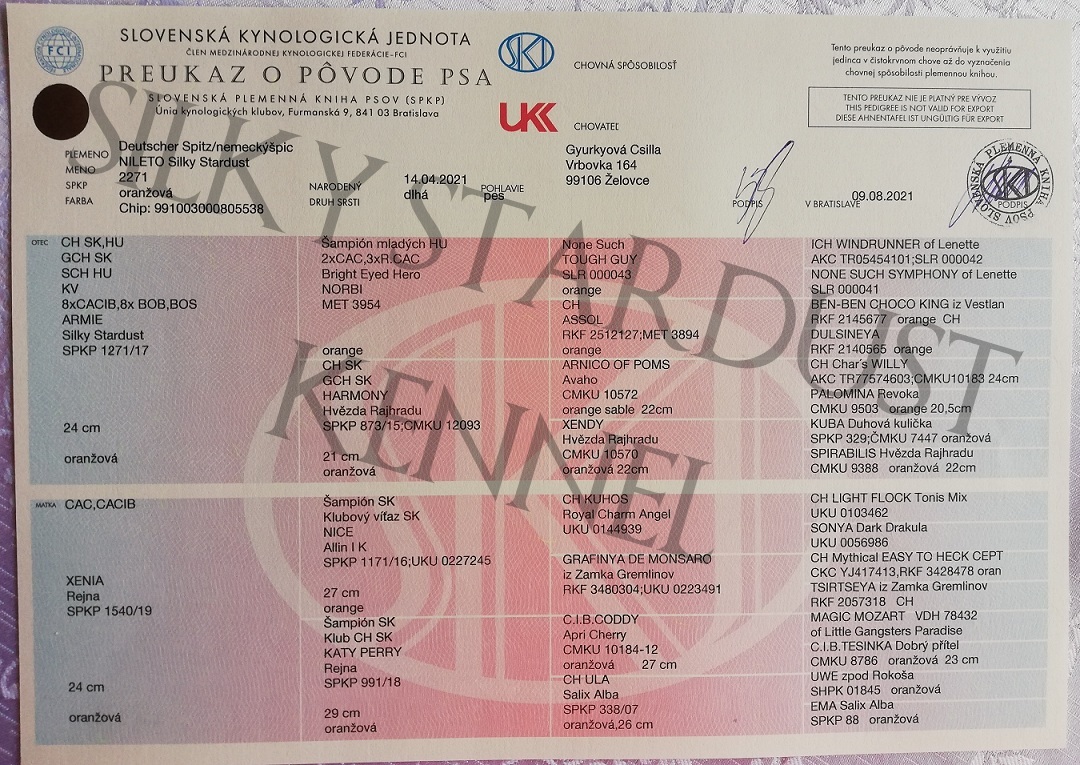 FCI
SLOVENSKÁ KYNOLOGICKÁ JEDNOTA
ČLEN MEDZINÁRODNEJ KYNOLOGICKEJ FEDERÁCIE-FCI
PREUKAZ O PÔVODE PSA
SLOVENSKÁ PLEMENNÁ KNIHA PSOV (SPKP)
Únia kynologických klubov, Furmanská 9, 841 03 Bratislava
SKJ
UKK
CHOVNÁ SPÔSOBILOSŤ
CHOVATEĽ
Tento preukaz o pôvode neoprávňuje k využitiu
jedinca v čistokrvnom chove až do vyznačenia
chovnej spôsobilosti plemennou knihou.
TENTO PREUKAZ NIE JE PLATNÝ PRE VÝVOZ
THIS PEDIGREE IS NOT VALID FOR EXPORT
DIESE AHNENTAFEL IST UNGÜLTIG FÜR EXPORT
PLEMENO Deutscher Spitz/nemeckýšpic
MENO NILETO Silky Stardust
SPKP 2271
FARBA oranžová
Chip: 991003000805538
NARODENÝ 14.04.2021 POHLAVIE
DRUH SRSTI dlhá pes
Gyurkyová Csilla
Vrbovka 164
99106 Želovce
PODPIS
V BRATISLAVE 09.08.2021
SLOVENSKÁ PLEMENNÁ KNIHA PSOV
SKJ
PODPIS
OTEC CH SK,HU
GCH SK
SCH HU
KV
8xCACIB,8x BOB,BOS
ARMIE
Silky Stardust
SPKP 1271/17
24 cm
oranžová
Šampión mladých HU
2xCAC,3xR.CAC
Bright Eyed Hero
NORBI
MET 3954
orange
CH SK
GCH SK
HARMONY
Hvězda Rajhradu
SPKP 873/15;CMKU 12093
21 cm
oranžová
None Such
TOUGH GUY
SLR 000043
orange
CH
ASSOL
RKF 2512127;MET 3894
orange
ARNICO OF POMS
Avaho
CMKU 10572
orange sable 22cm
XENDY
Hvězda Rajhradu
CMKU 10570
oranžová 22cm
ICH WINDRUNNER of Lenette
AKC TR05454101;SLR 000042
NONE SUCH SYMPHONY of Lenette
SLR 000041
BEN-BEN CHOCO KING iz Vestlan
RKF 2145677 orange CH
DULSINEYA
RKF 2140565 orange
CH Char's WILLY
AKC TR77574603;CMKU10183 24cm
PALOMINA Revoka
CMKU 9503 orange 20,5cm
KUBA Duhová kulička
SPKP 329;ČMKU 7447 oranžová
SPIRABILIS Hvězda Rajhradu
CMKU 9388 oranžová 22cm
MATKA CAC,CACIB
XENIA
Rejna
SPKP 1540/19
24 cm
oranžová
Šampión SK
Klubový víťaz SK
NICE
Allin I K
SPKP 1171/16;UKU 0227245
27 cm
orange
Šampión SK
Klub CH SK
KATY PERRY
Rejna
SPKP 991/18
29 cm
oranžová
CH KUHOS
Royal Charm Angel
UKU 0144939
GRAFINYA DE MONSARO
iz Zamka Gremlinov
RKF 3480304;UKU 0223491
C.I.B.CODDY
Apri Cherry
CMKU 10184-12
oranžová 27 cm
CH ULA
Salix Alba
SPKP 338/07
oranžová,26 cm
CH LIGHT FLOCK Tonis Mix
UKU 0103462
SONYA Dark Drakula
UKU 0056986
CH Mythical EASY TO HECK CEPT
CKC YJ417413,RKF 3428478 oran
TSIRTSEYA iz Zamka Gremlinov
RKF 2057318 CH
MAGIC MOZART VDH 78432
of Little Gangsters Paradise
C.I.B.TESINKA Dobrý přítel
CMKU 8786 oranžová 23 cm
UWE zpod Rokoša
SHPK 01845 oranžová
EMA Salix Alba
SPKP 88 oranžová
SILKY STARDUST
KENNEL